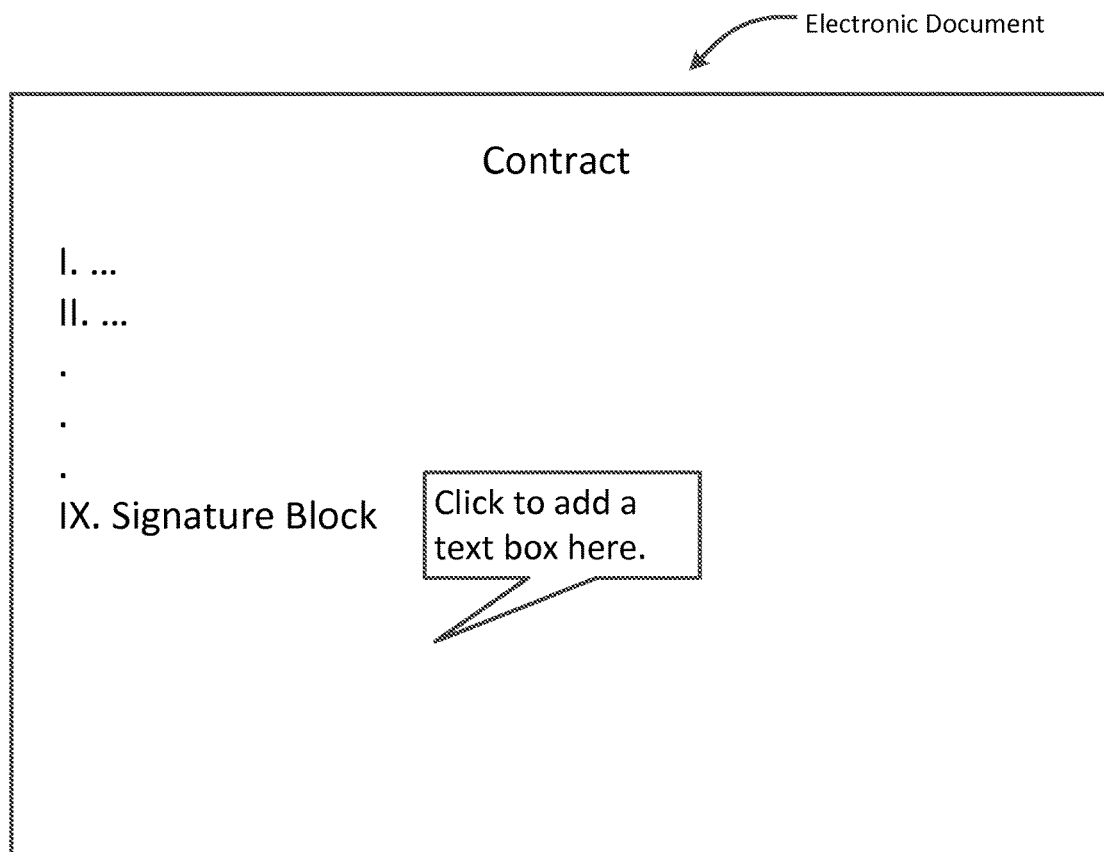 Electronic Document
Contract
I. ...
II. ...
.
.
.
IX. Signature Block
Click to add a
text box here.